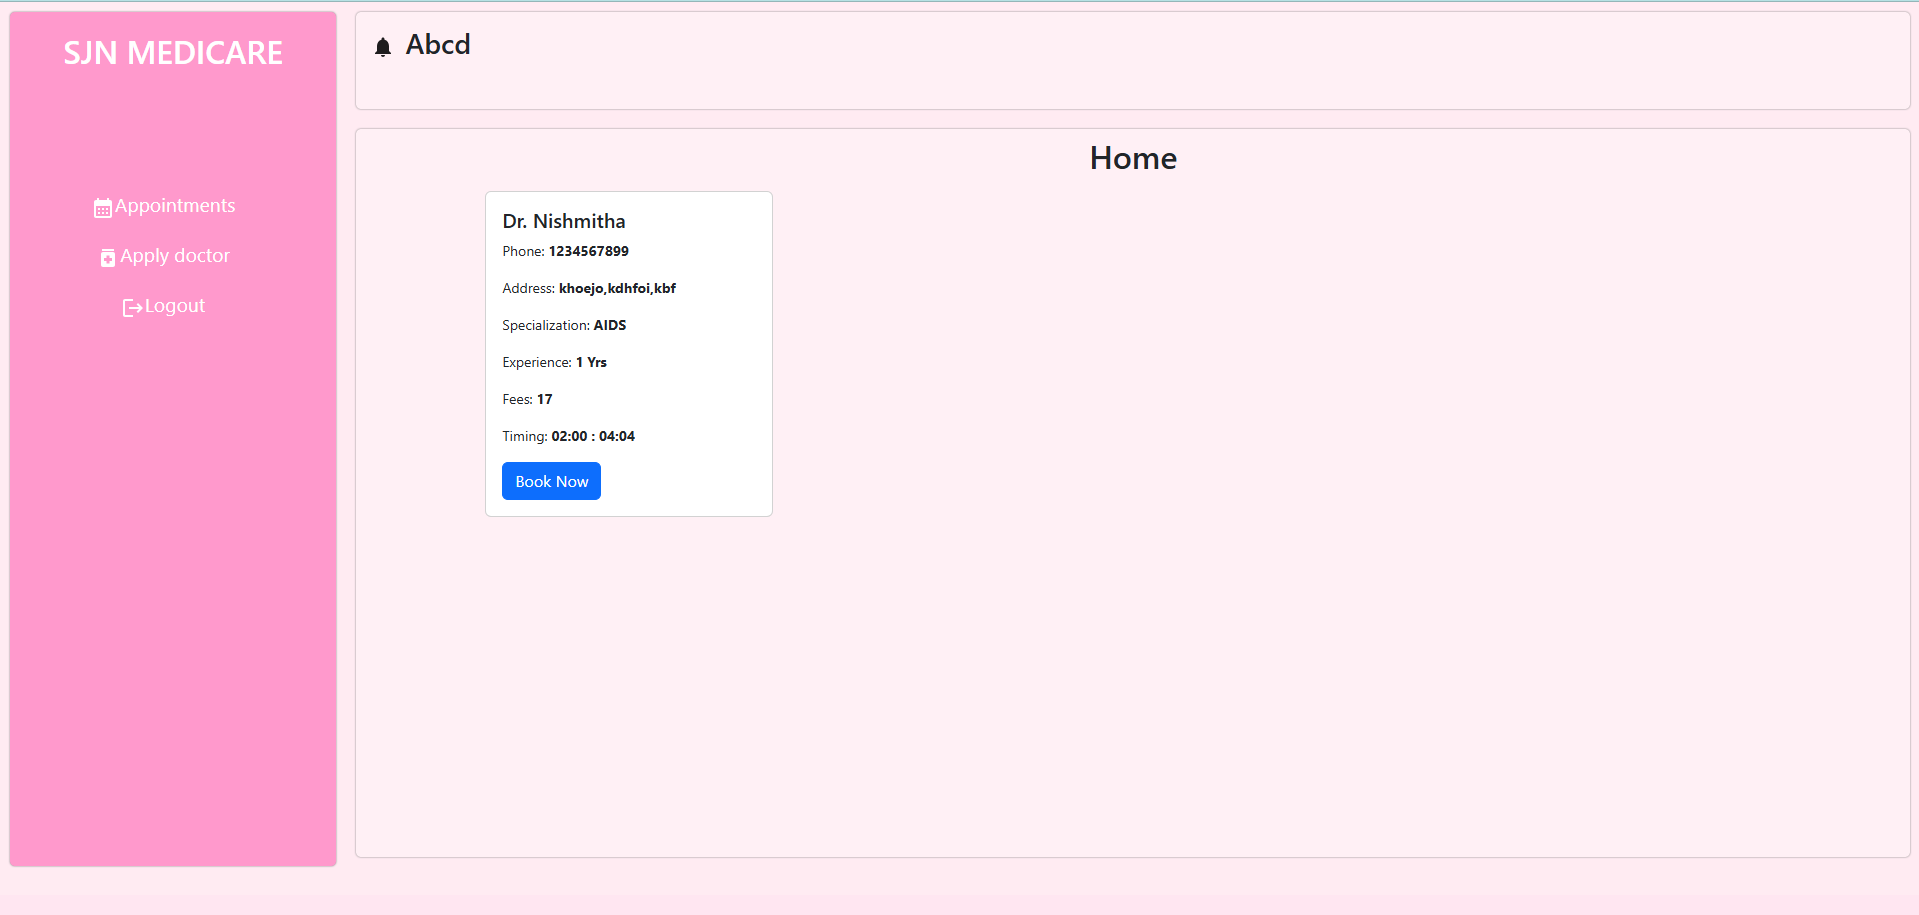 SJN MEDICARE
Appointments
Apply doctor
Logout
Abcd
Home
Dr. Nishmitha
Phone: 1234567899
Address: khoejo,kdhfoi,kbf
Specialization: AIDS
Experience: 1 Yrs
Fees: 17
Timing: 02:00 : 04:04
Book Now